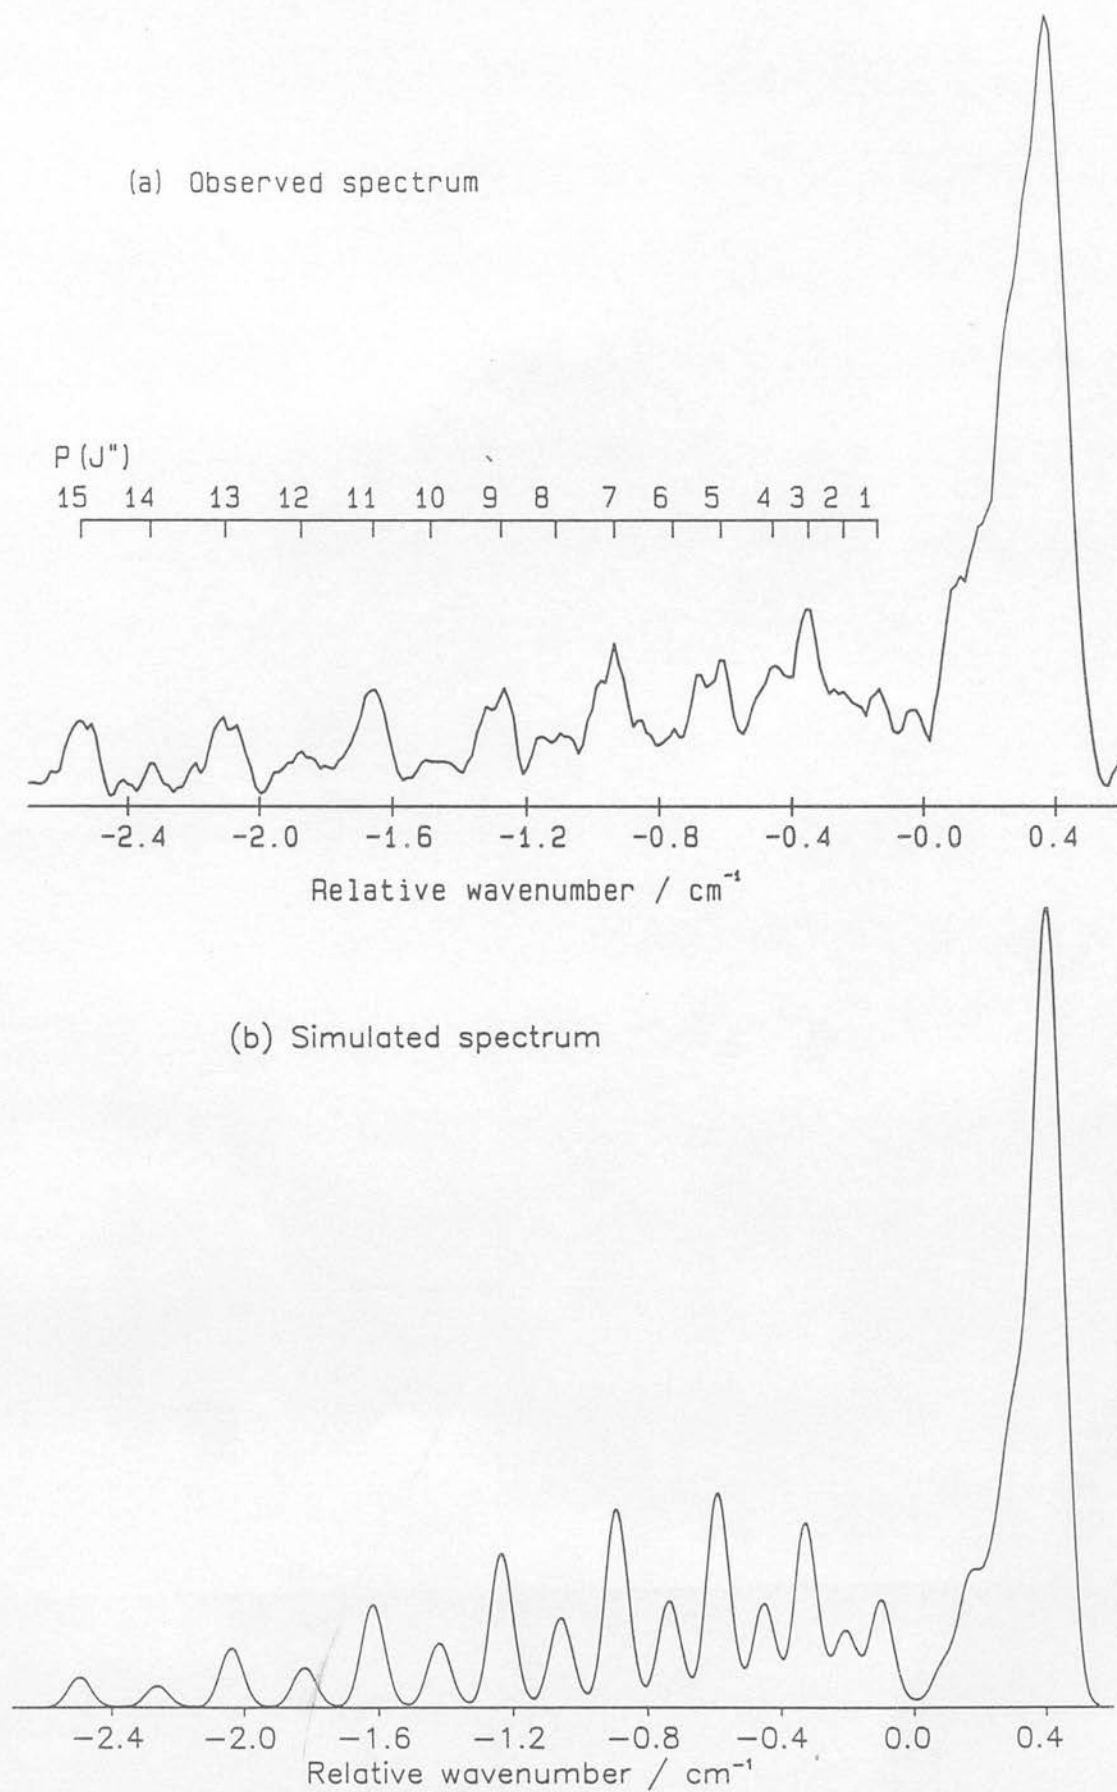 (a) Observed spectrum
P(J")
15 14 13 12 11 10 9 8 7 6 5 4 3 2 1
-2.4 -2.0 -1.6 -1.2 -0.8 -0.4 -0.0 0.4
Relative wavenumber / cm⁻¹
(b) Simulated spectrum
-2.4 -2.0 -1.6 -1.2 -0.8 -0.4 0.0 0.4
Relative wavenumber / cm⁻¹